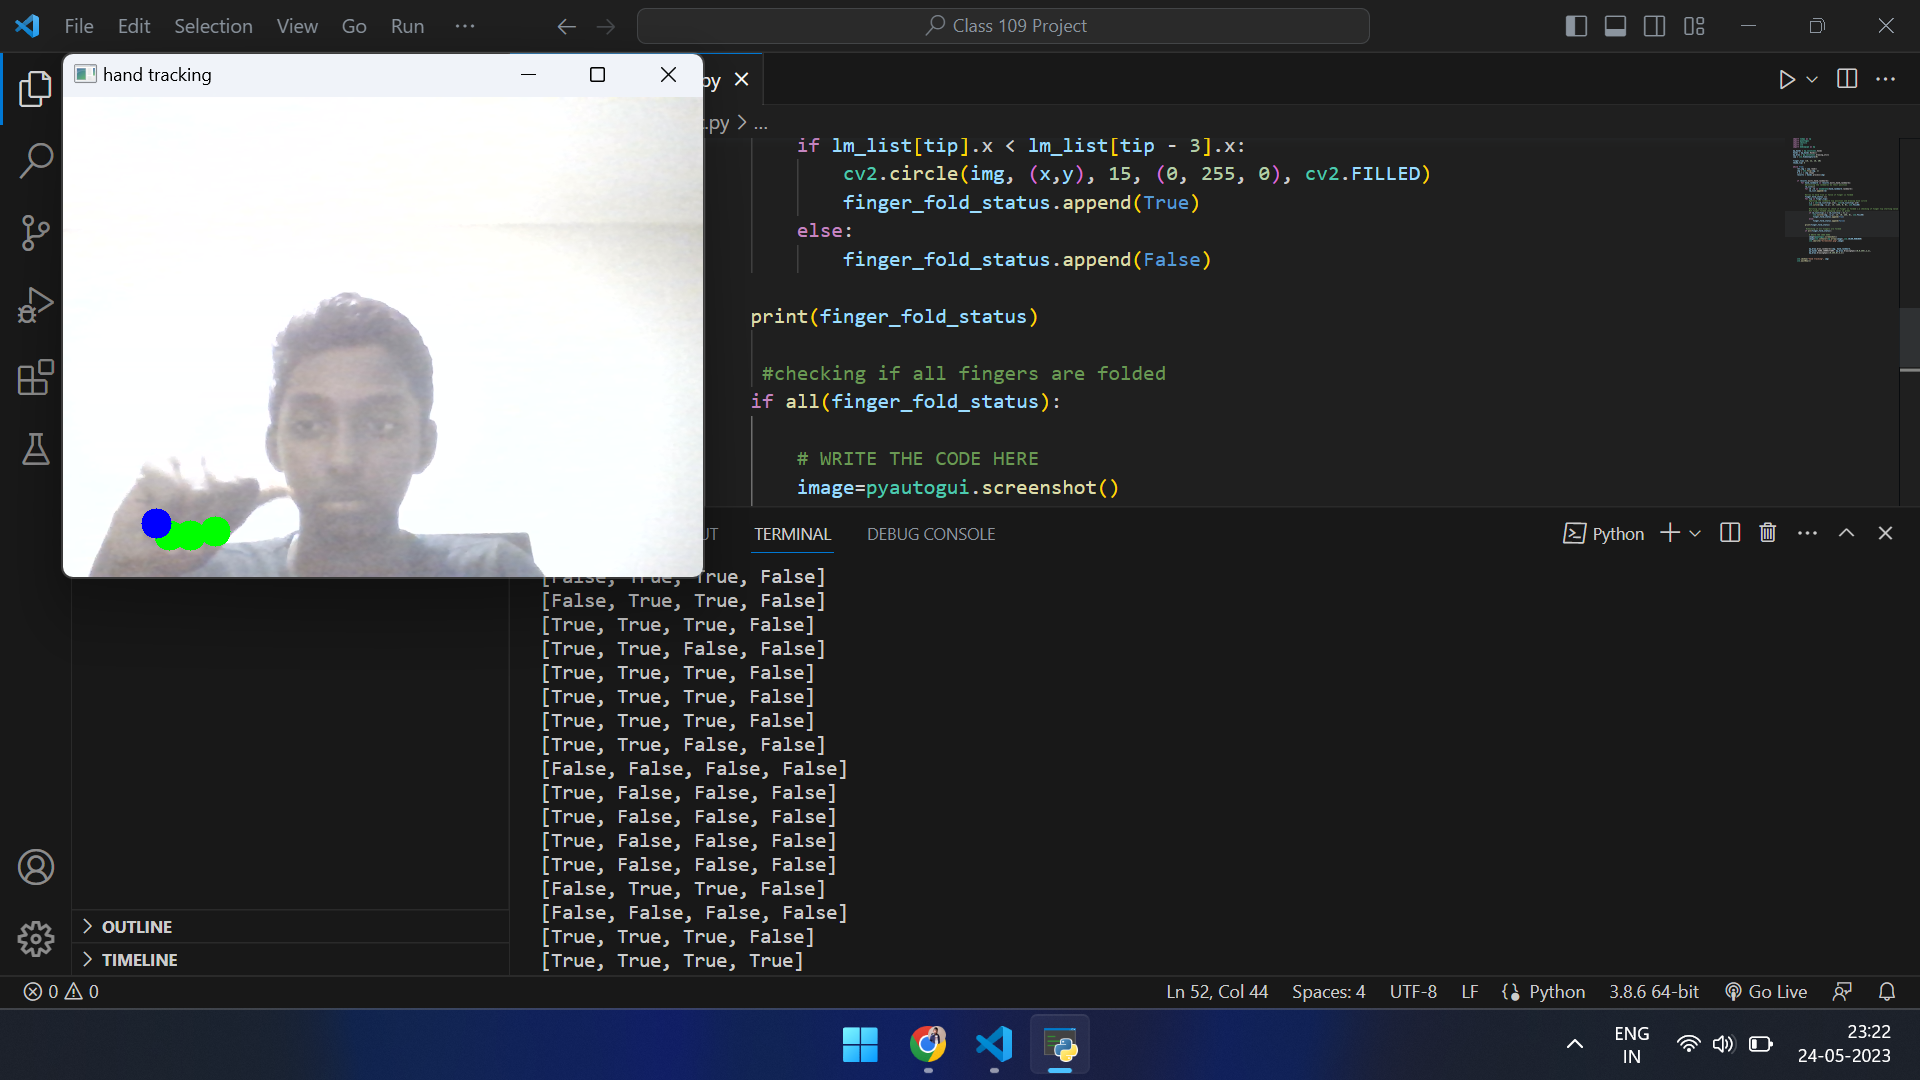 File Edit Selection View Go Run ···
Class 109 Project
hand tracking
py
.py > ...
if lm_list[tip].x < lm_list[tip - 3].x:
cv2.circle(img, (x,y), 15, (0, 255, 0), cv2.FILLED)
finger_fold_status.append(True)
else:
finger_fold_status.append(False)
print(finger_fold_status)
#checking if all fingers are folded
if all(finger_fold_status):
# WRITE THE CODE HERE
image=pyautogui.screenshot()
UT TERMINAL DEBUG CONSOLE
Python
[False, True, True, False]
[False, True, True, False]
[True, True, True, False]
[True, True, False, False]
[True, True, True, False]
[True, True, True, False]
[True, True, True, False]
[True, True, False, False]
[False, False, False, False]
[True, False, False, False]
[True, False, False, False]
[True, False, False, False]
[True, False, False, False]
[False, True, True, False]
[False, False, False, False]
[True, True, True, False]
[True, True, True, True]
OUTLINE
TIMELINE
0 0
Ln 52, Col 44 Spaces: 4 UTF-8 LF Python 3.8.6 64-bit Go Live
ENG
IN
23:22
24-05-2023